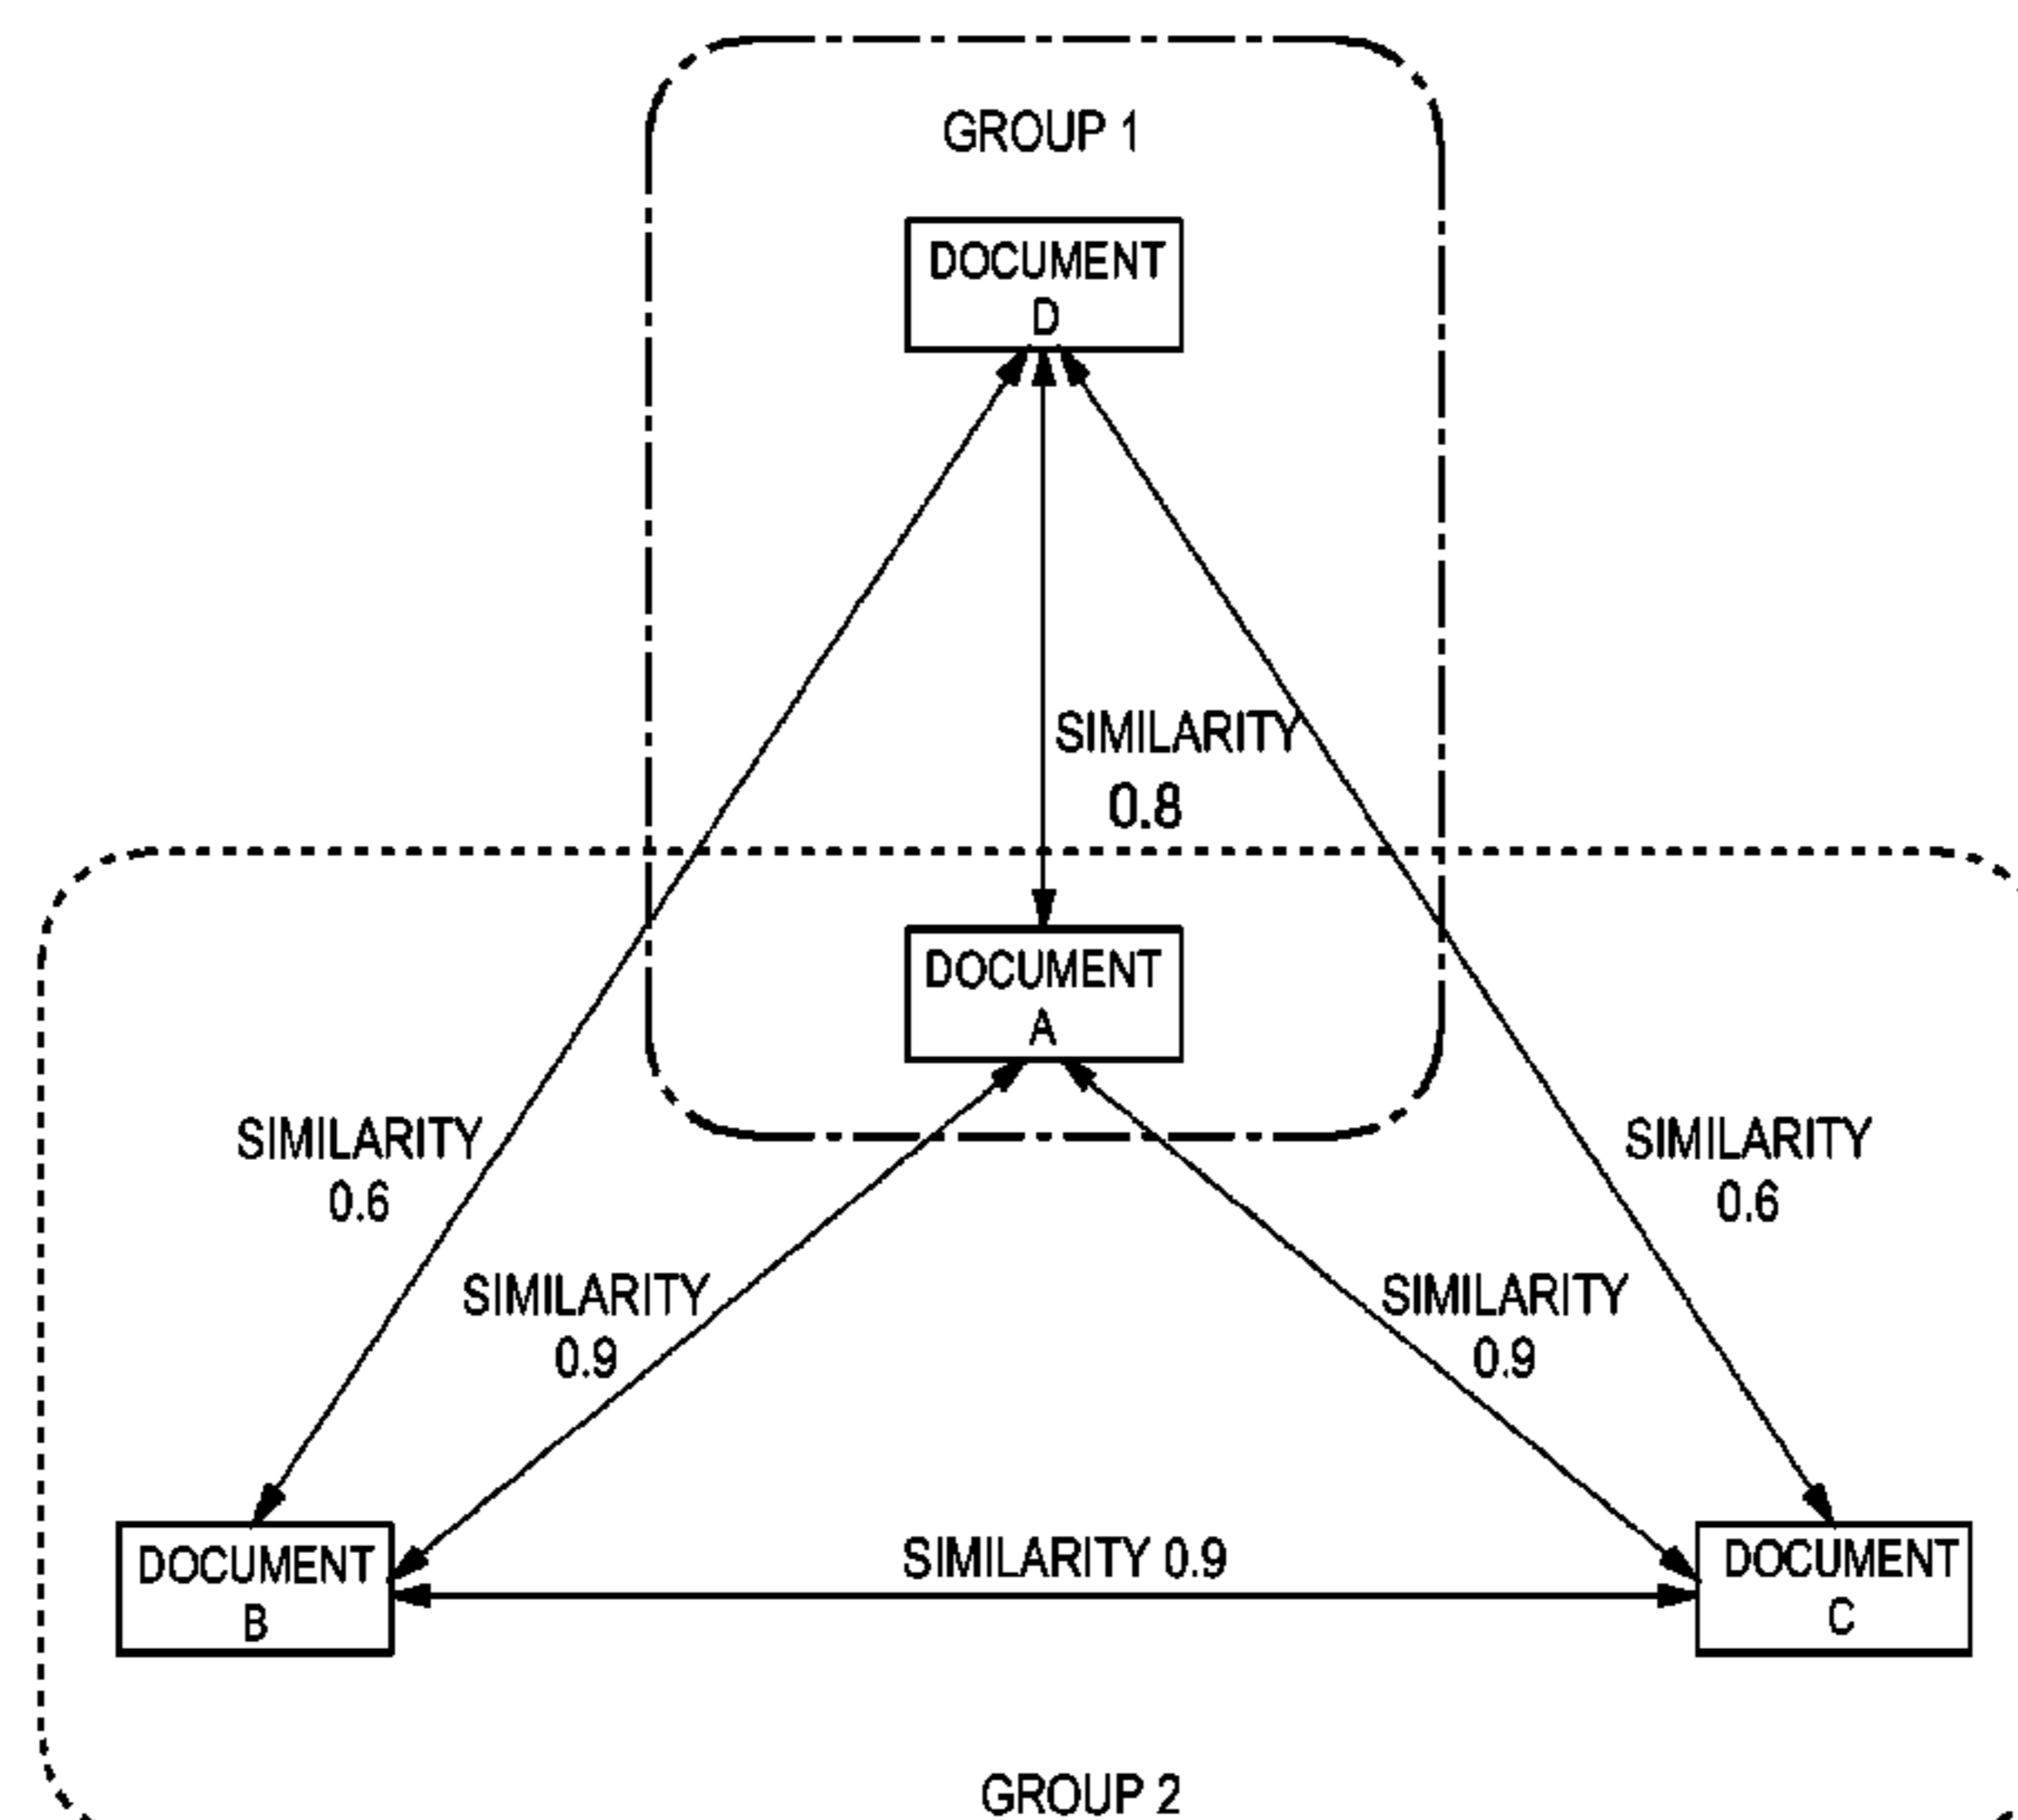 GROUP 1
DOCUMENT
D
SIMILARITY
0.8
DOCUMENT
A
SIMILARITY
0.6
SIMILARITY
0.6
SIMILARITY
0.9
SIMILARITY
0.9
SIMILARITY 0.9
DOCUMENT
B
DOCUMENT
C
GROUP 2